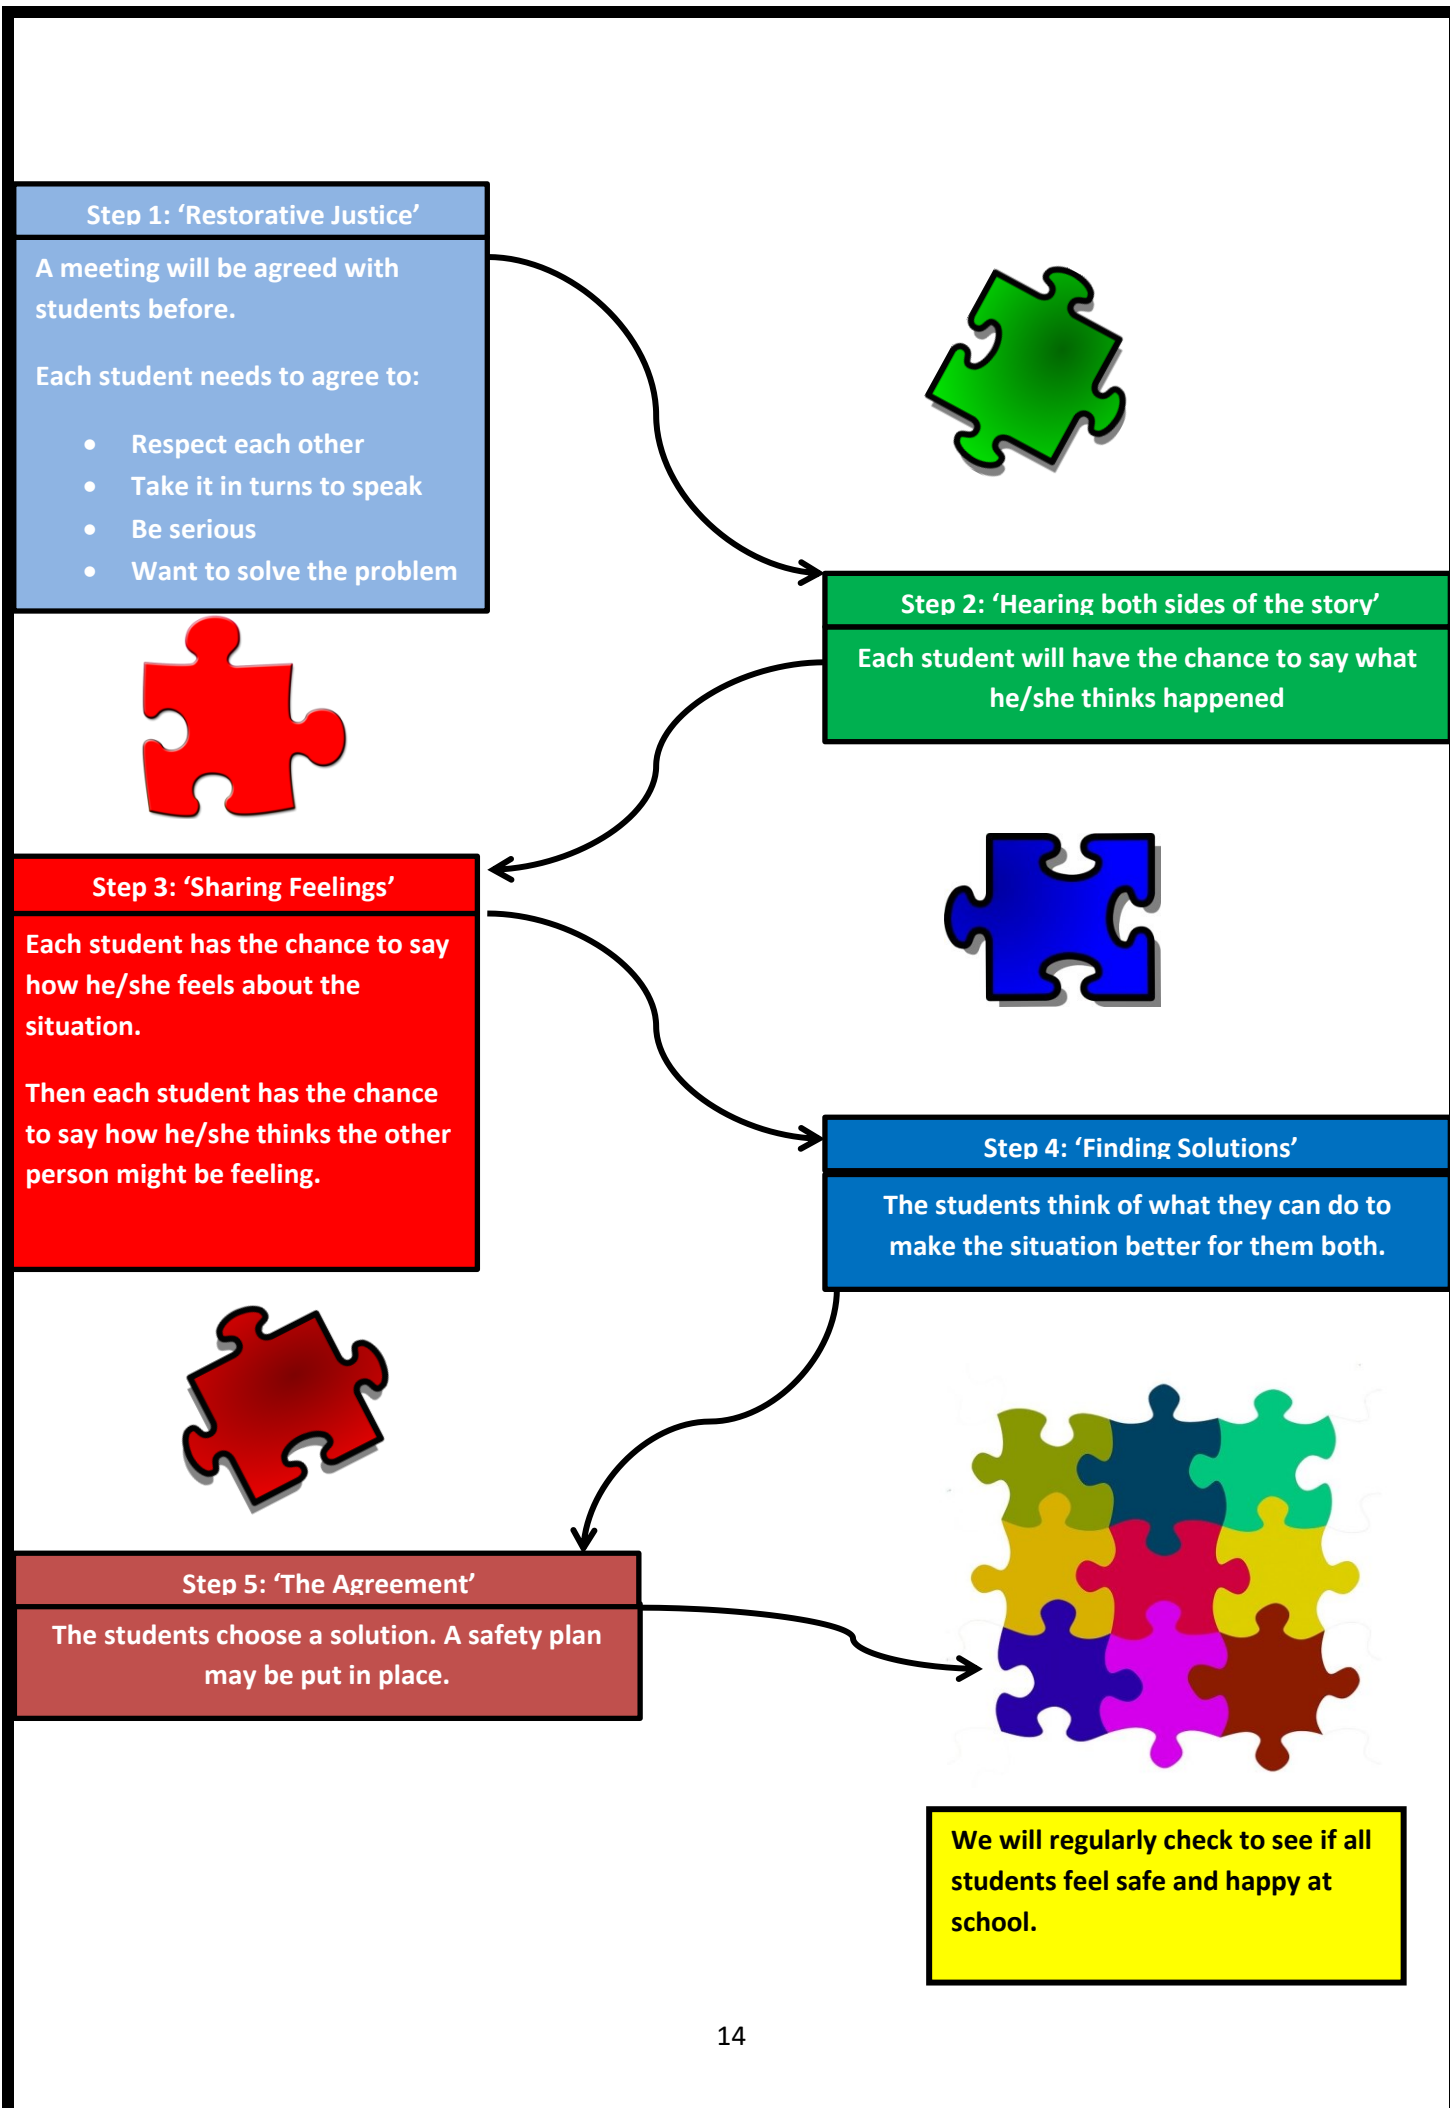 Step 1: ‘Restorative Justice’
A meeting will be agreed with
students before.
Each student needs to agree to:
• Respect each other
• Take it in turns to speak
• Be serious
• Want to solve the problem
Step 2: ‘Hearing both sides of the story’
Each student will have the chance to say what
he/she thinks happened
Step 3: ‘Sharing Feelings’
Each student has the chance to say
how he/she feels about the
situation.
Then each student has the chance
to say how he/she thinks the other
person might be feeling.
Step 4: ‘Finding Solutions’
The students think of what they can do to
make the situation better for them both.
Step 5: ‘The Agreement’
The students choose a solution. A safety plan
may be put in place.
We will regularly check to see if all
students feel safe and happy at
school.
14